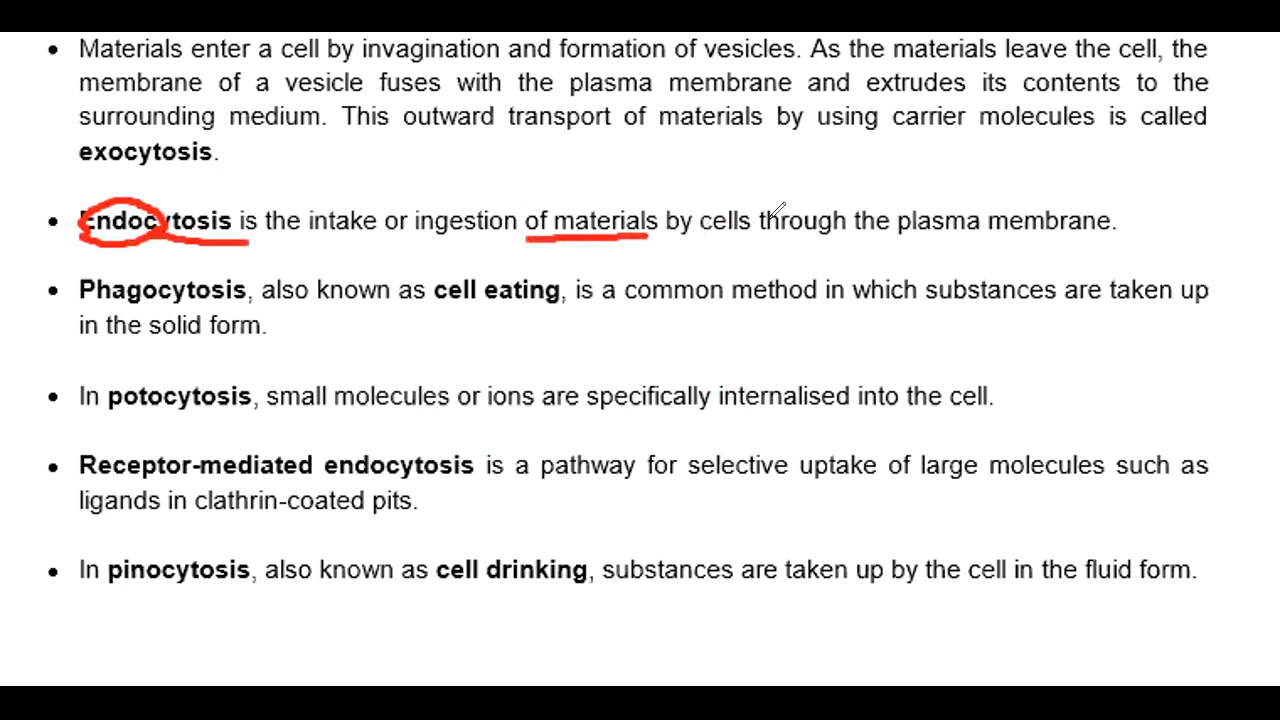 • Materials enter a cell by invagination and formation of vesicles. As the materials leave the cell, the
membrane of a vesicle fuses with the plasma membrane and extrudes its contents to the
surrounding medium. This outward transport of materials by using carrier molecules is called
exocytosis.
• Endocytosis is the intake or ingestion of materials by cells through the plasma membrane.
• Phagocytosis, also known as cell eating, is a common method in which substances are taken up
in the solid form.
• In potocytosis, small molecules or ions are specifically internalised into the cell.
• Receptor-mediated endocytosis is a pathway for selective uptake of large molecules such as
ligands in clathrin-coated pits.
• In pinocytosis, also known as cell drinking, substances are taken up by the cell in the fluid form.